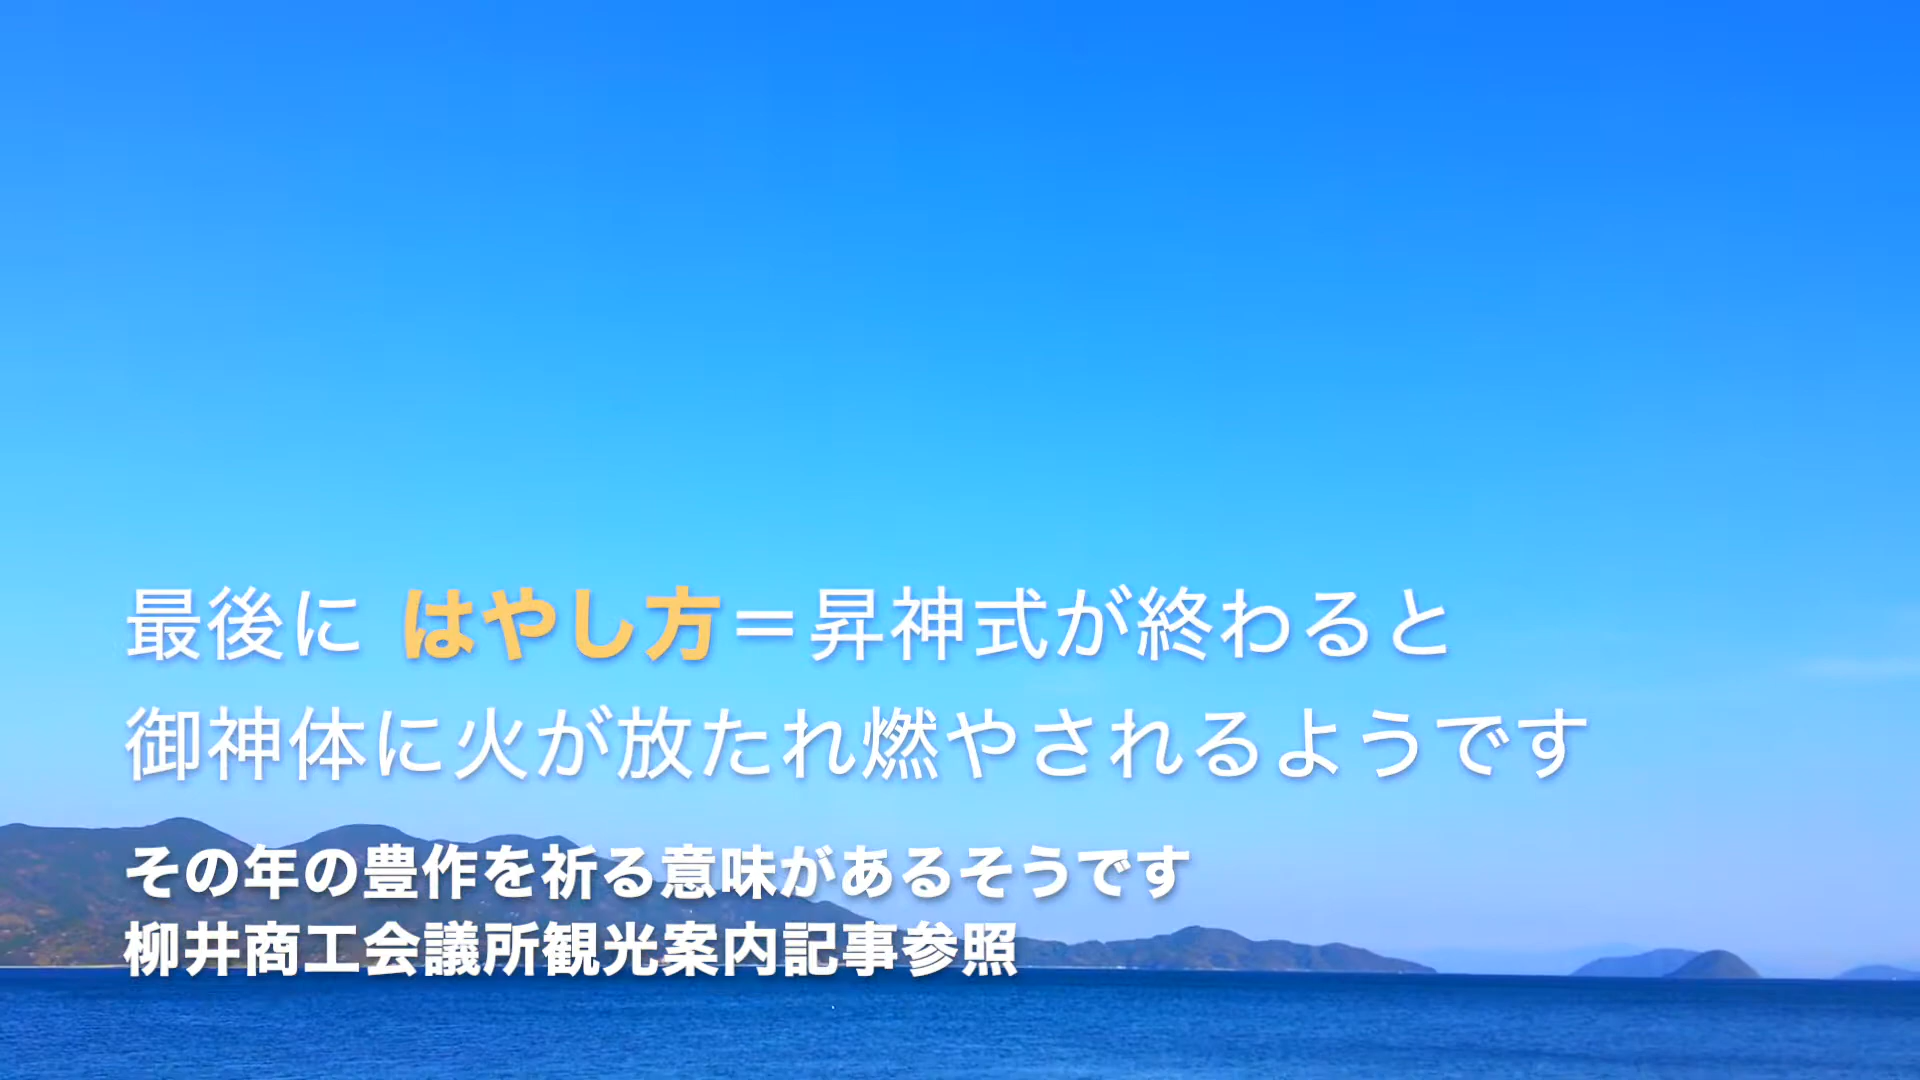 最後に はやし方＝昇神式が終わると
御神体に火が放たれ燃やされるようです
その年の豊作を祈る意味があるそうです
柳井商工会議所観光案内記事参照